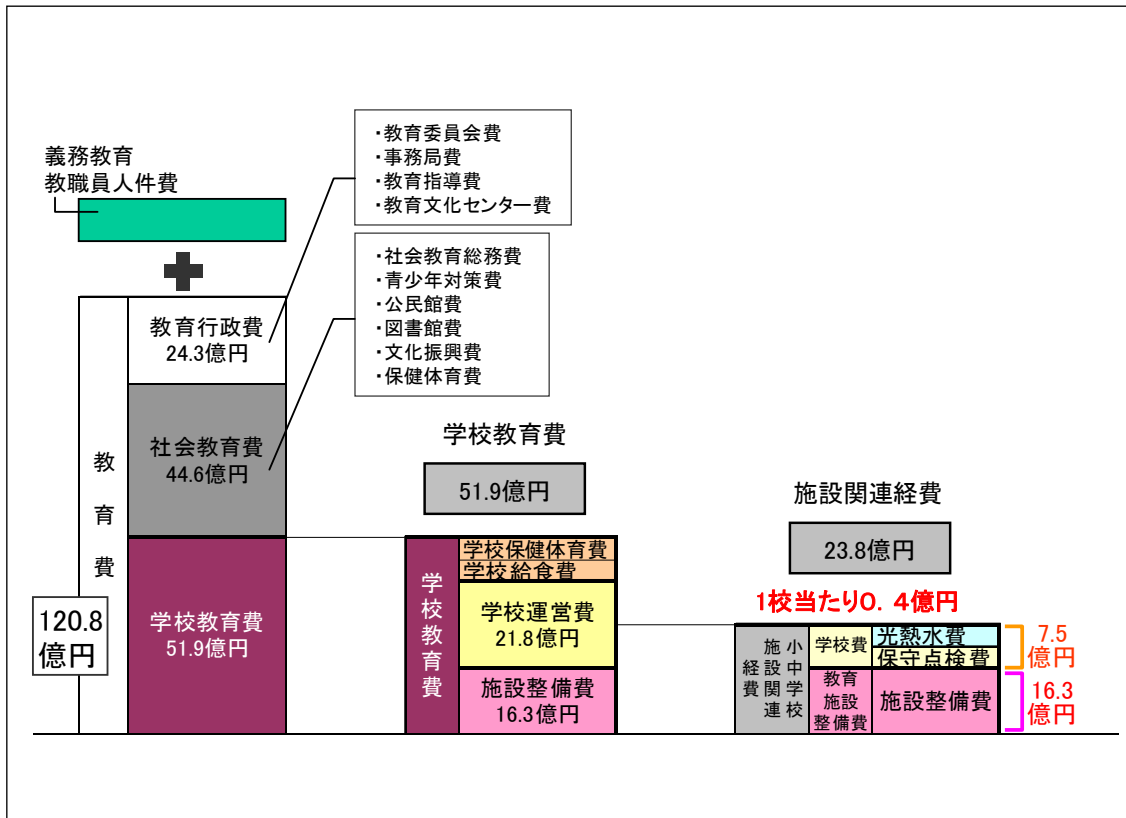 義務教育
教職員人件費
・教育委員会費
・事務局費
・教育指導費
・教育文化センター費
・社会教育総務費
・青少年対策費
・公民館費
・図書館費
・文化振興費
・保健体育費
教育行政費
24.3億円
社会教育費
44.6億円
学校教育費
51.9億円
教育費
120.8
億円
学校教育費
51.9億円
学校教育費
学校保健体育費
学校給食費
学校運営費
21.8億円
施設整備費
16.3億円
施設関連経費
23.8億円
1校当たり0．4億円
小中学校
施設関連
経費
学校費
光熱水費
保守点検費
教育
施設
整備費
施設整備費
7.5
億円
16.3
億円